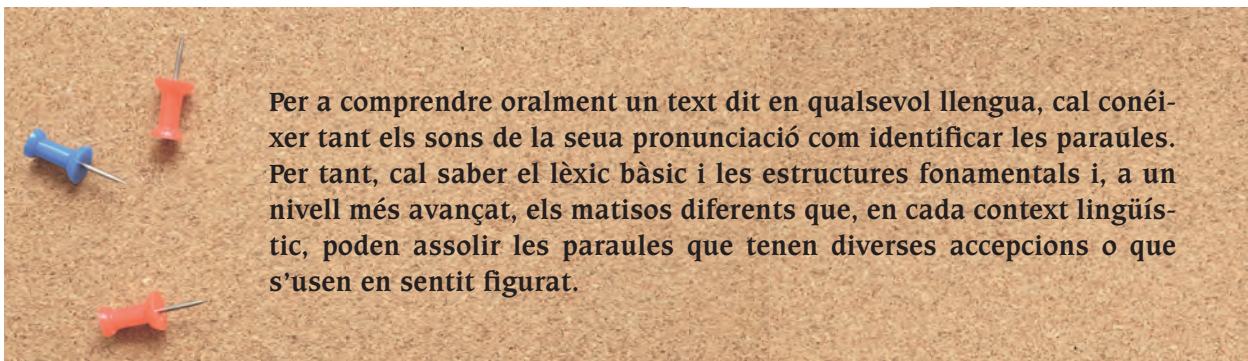 Per a comprendre oralment un text dit en qualsevol llengua, cal conéi-
xer tant els sons de la seua pronunciació com identificar les paraules.
Per tant, cal saber el lèxic bàsic i les estructures fonamentals i, a un
nivell més avançat, els matisos diferents que, en cada context lingüís-
tic, poden assolir les paraules que tenen diverses accepcions o que
s’usen en sentit figurat.